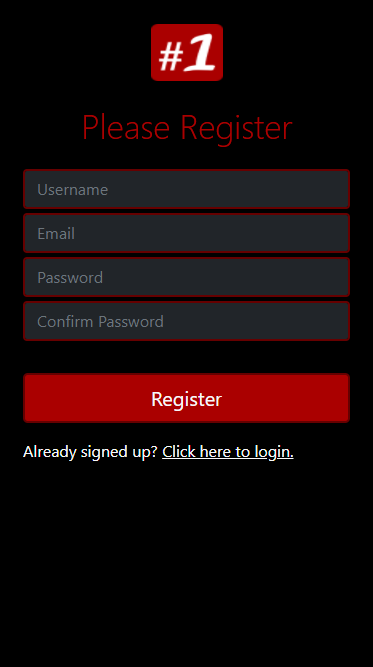 #1
Please Register
Username
Email
Password
Confirm Password
Register
Already signed up? Click here to login.